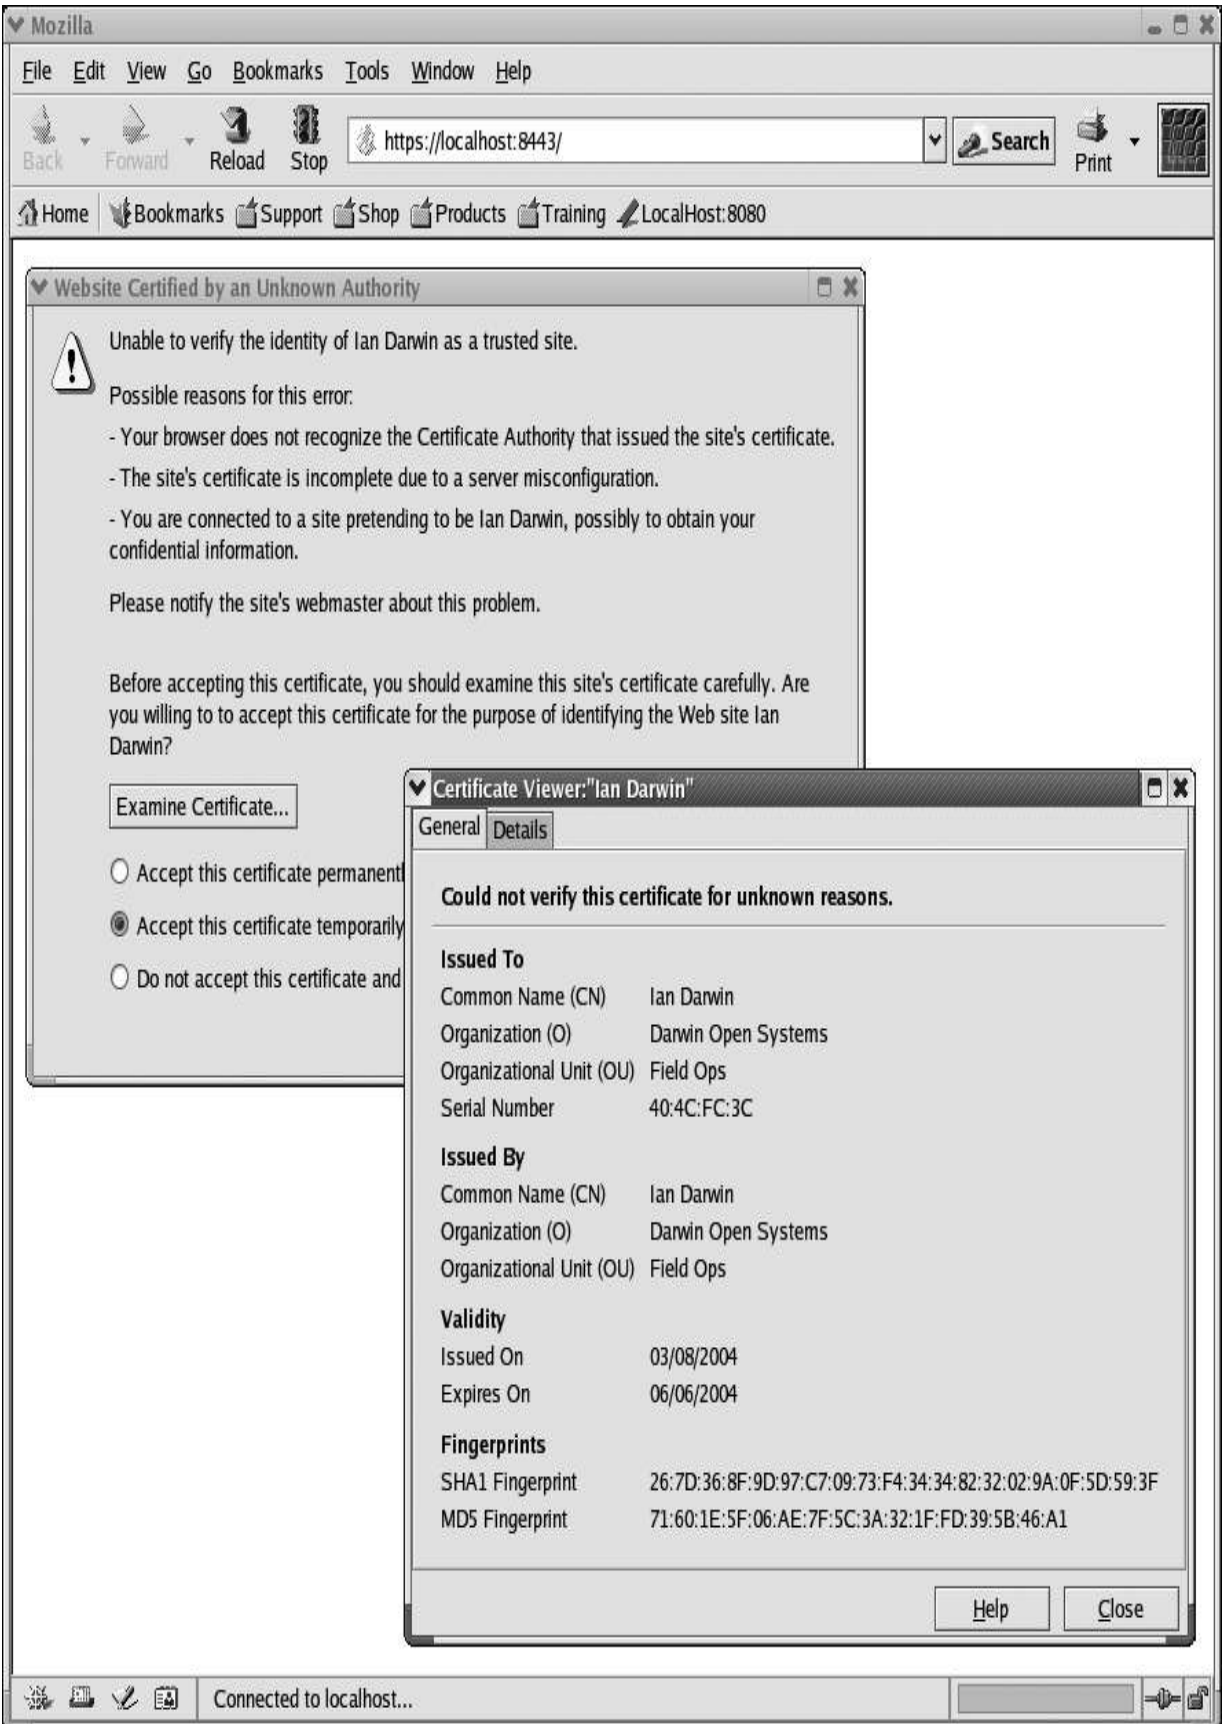 Mozilla
File Edit View Go Bookmarks Tools Window Help
Back Forward Reload Stop https://localhost:8443/ Search Print
Home Bookmarks Support Shop Products Training LocalHost:8080
Website Certified by an Unknown Authority
Unable to verify the identity of Ian Darwin as a trusted site.
Possible reasons for this error:
- Your browser does not recognize the Certificate Authority that issued the site's certificate.
- The site's certificate is incomplete due to a server misconfiguration.
- You are connected to a site pretending to be Ian Darwin, possibly to obtain your
confidential information.
Please notify the site's webmaster about this problem.
Before accepting this certificate, you should examine this site's certificate carefully. Are
you willing to to accept this certificate for the purpose of identifying the Web site Ian
Darwin?
Examine Certificate...
Accept this certificate permanentl
Accept this certificate temporarily
Do not accept this certificate and
Certificate Viewer:"Ian Darwin"
General Details
Could not verify this certificate for unknown reasons.
Issued To
Common Name (CN) Ian Darwin
Organization (O) Darwin Open Systems
Organizational Unit (OU) Field Ops
Serial Number 40:4C:FC:3C
Issued By
Common Name (CN) Ian Darwin
Organization (O) Darwin Open Systems
Organizational Unit (OU) Field Ops
Validity
Issued On 03/08/2004
Expires On 06/06/2004
Fingerprints
SHA1 Fingerprint 26:7D:36:8F:9D:97:C7:09:73:F4:34:34:82:32:02:9A:0F:5D:59:3F
MD5 Fingerprint 71:60:1E:5F:06:AE:7F:5C:3A:32:1F:FD:39:5B:46:A1
Help Close
Connected to localhost...